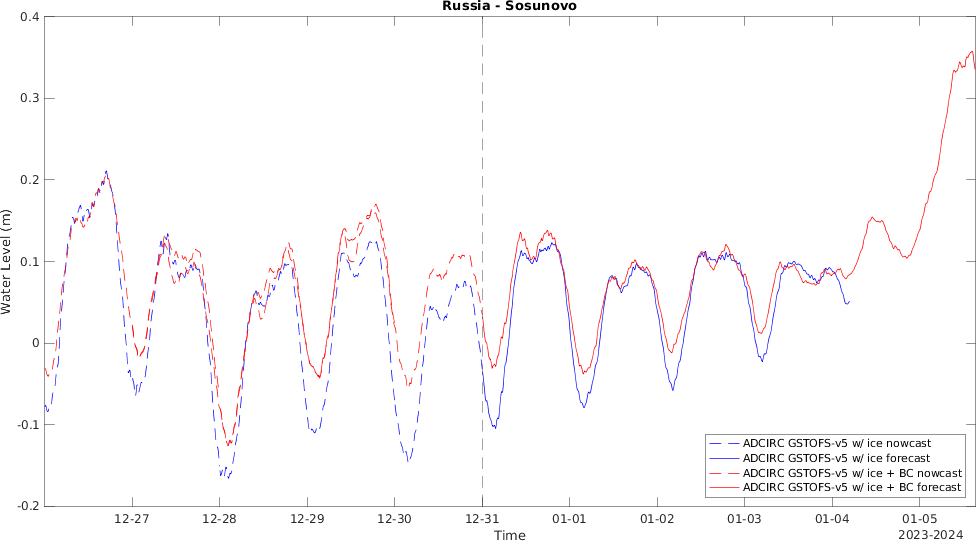 Russia - Sosunovo
Water Level (m)
0.4
0.3
0.2
0.1
0
-0.1
-0.2
ADCIRC GSTOFS-v5 w/ ice nowcast
ADCIRC GSTOFS-v5 w/ ice forecast
ADCIRC GSTOFS-v5 w/ ice + BC nowcast
ADCIRC GSTOFS-v5 w/ ice + BC forecast
12-27 12-28 12-29 12-30 12-31 01-01 01-02 01-03 01-04 01-05
Time
2023-2024